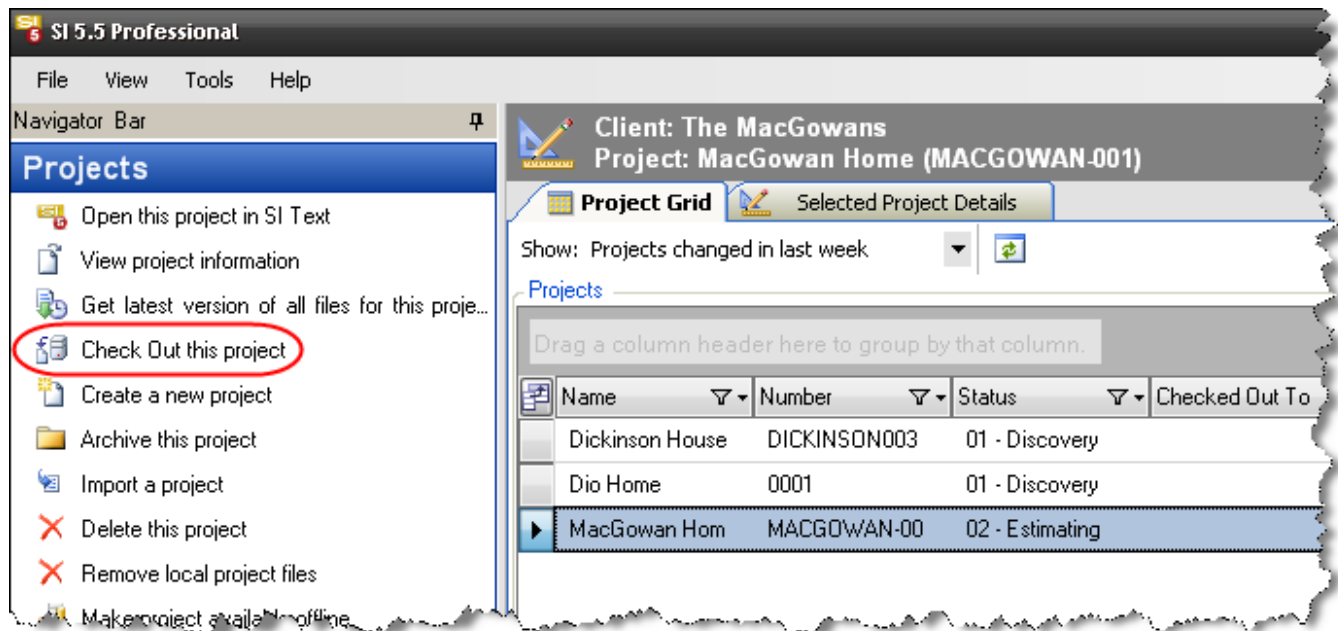 SI 5.5 Professional
File View Tools Help
Navigator Bar
Projects
Open this project in SI Text
View project information
Get latest version of all files for this proje...
Check Out this project
Create a new project
Archive this project
Import a project
Delete this project
Remove local project files
Make project available offline
Client: The MacGowans
Project: MacGowan Home (MACGOWAN-001)
Project Grid Selected Project Details
Show: Projects changed in last week
Projects
Drag a column header here to group by that column.
Name Number Status Checked Out To
Dickinson House DICKINSON003 01 - Discovery
Dio Home 0001 01 - Discovery
MacGowan Hom MACGOWAN-00 02 - Estimating